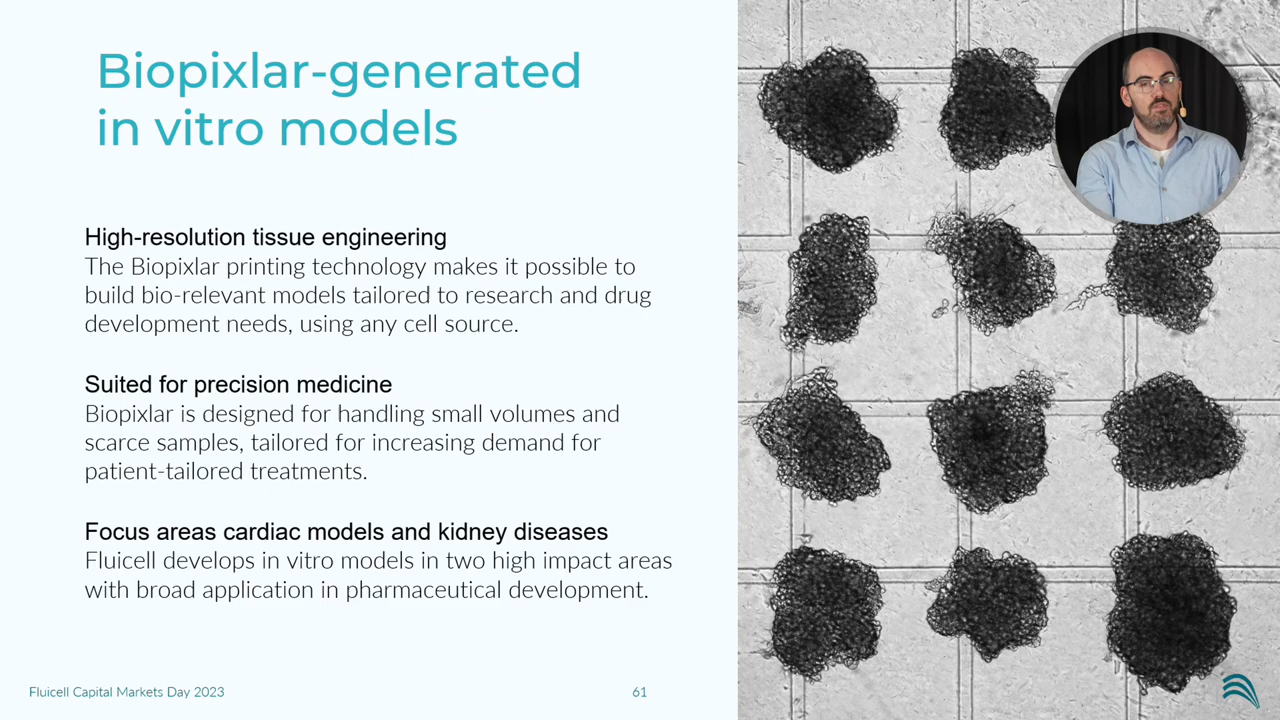 Biopixlar-generated
in vitro models
High-resolution tissue engineering
The Biopixlar printing technology makes it possible to
build bio-relevant models tailored to research and drug
development needs, using any cell source.
Suited for precision medicine
Biopixlar is designed for handling small volumes and
scarce samples, tailored for increasing demand for
patient-tailored treatments.
Focus areas cardiac models and kidney diseases
Fluicell develops in vitro models in two high impact areas
with broad application in pharmaceutical development.
Fluicell Capital Markets Day 2023
61